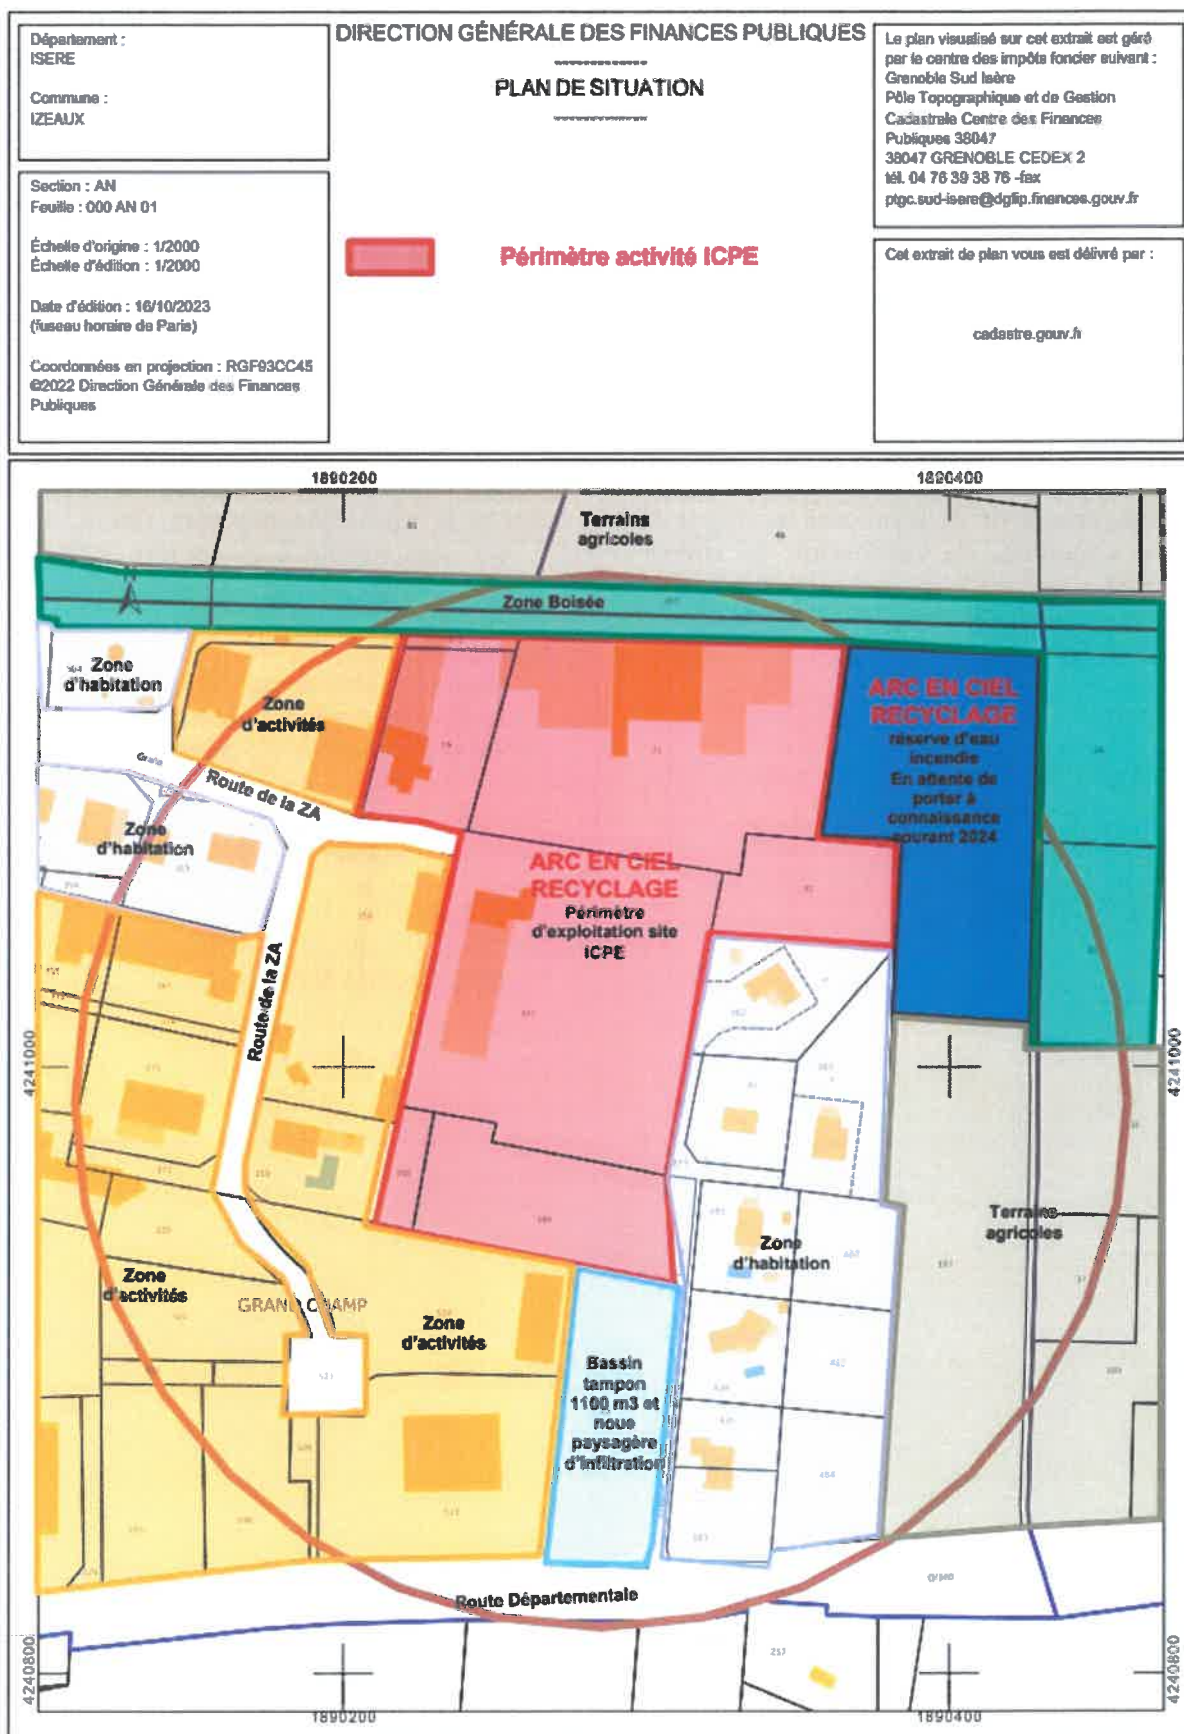 Département :
ISERE
Commune :
IZEAUX
Section : AN
Feuille : 000 AN 01
Échelle d'origine : 1/2000
Échelle d'édition : 1/2000
Date d'édition : 16/10/2023
(fuseau horaire de Paris)
Coordonnées en projection : RGF93CC45
©2022 Direction Générale des Finances
Publiques
DIRECTION GÉNÉRALE DES FINANCES PUBLIQUES
PLAN DE SITUATION
Périmètre activité ICPE
Le plan visualisé sur cet extrait est géré
par le centre des impôts foncier suivant :
Grenoble Sud Isère
Pôle Topographique et de Gestion
Cadastrale Centre des Finances
Publiques 38047
38047 GRENOBLE CEDEX 2
tél. 04 76 39 38 76 -fax
ptgc.sud-isere@dgfip.finances.gouv.fr
Cet extrait de plan vous est délivré par :
cadastre.gouv.fr
1890200
1890400
Terrains
agricoles
Zone Boisée
Zone
d'habitation
Zone
d'activités
ARC EN CIEL
RECYCLAGE
réserve d'eau
incendie
En attente de
porter à
connaissance
courant 2024
Route de la ZA
Zone
d'habitation
ARC EN CIEL
RECYCLAGE
Périmètre
d'exploitation site
ICPE
Route de la ZA
4241000
4241000
Terrains
agricoles
Zone
d'habitation
Zone
d'activités
GRAND CHAMP
Zone
d'activités
Bassin
tampon
1100 m3 et
noue
paysagère
d'infiltration
Route Départementale
257
4240800
4240800
1890200
1890400